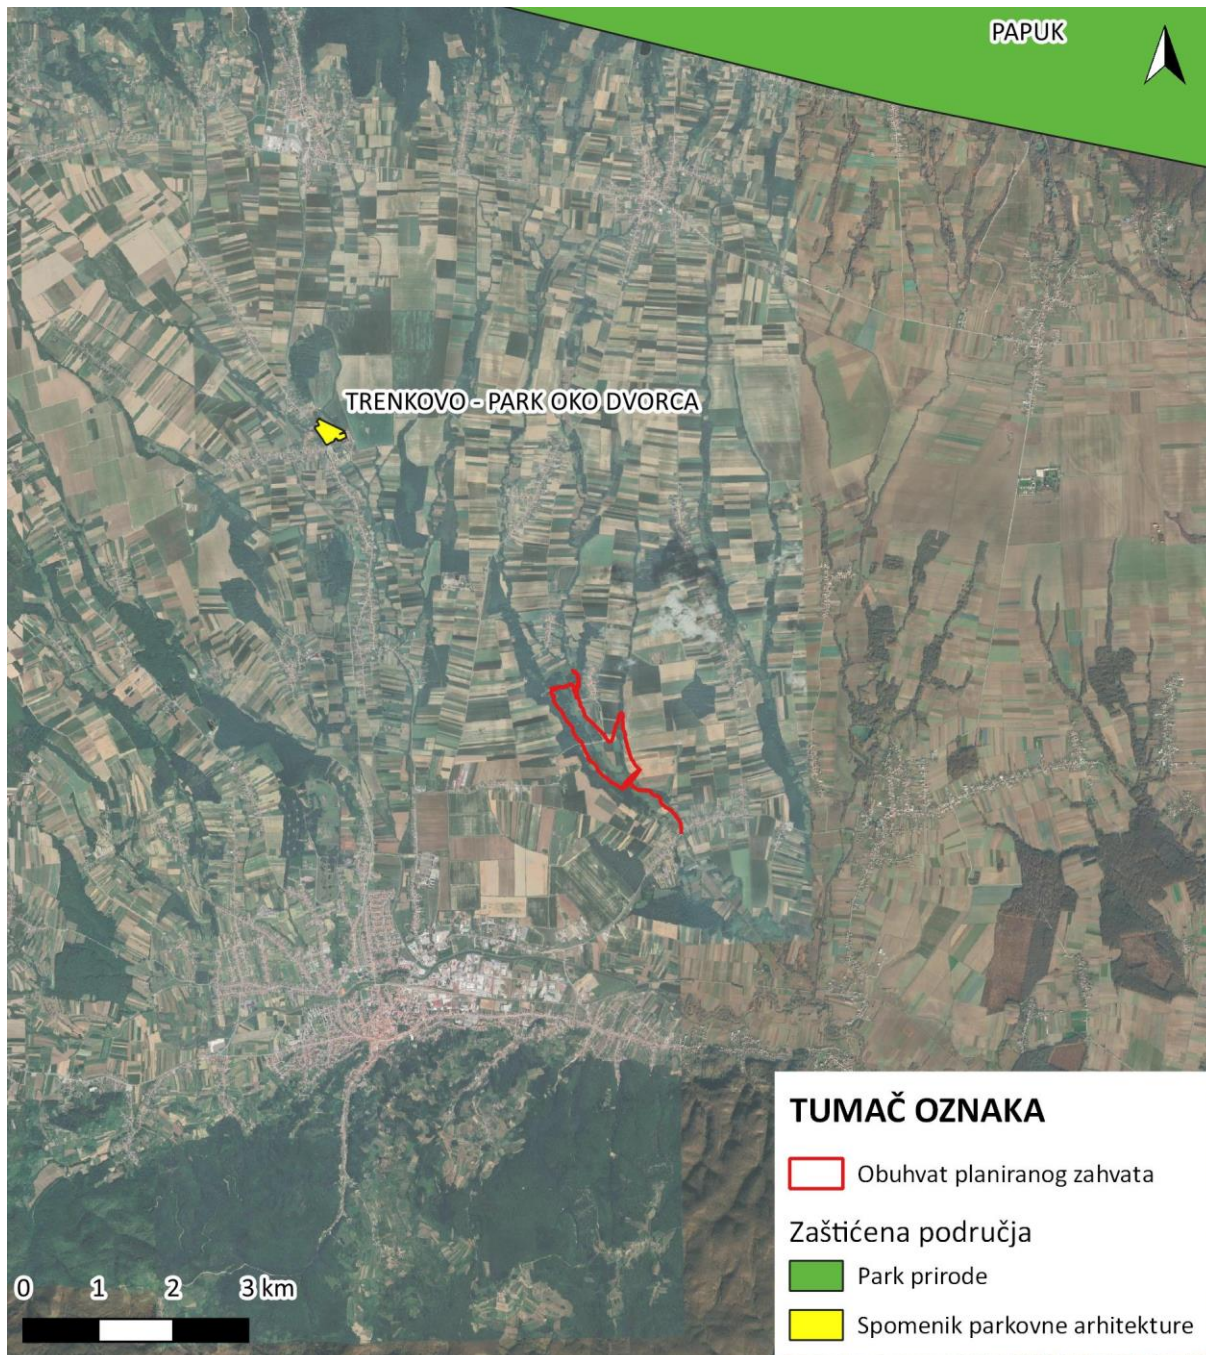 PAPUK
TRENKOVO - PARK OKO DVORCA
TUMAČ OZNAKA
Obuhvat planiranog zahvata
Zaštićena područja
Park prirode
Spomenik parkovne arhitekture
0 1 2 3 km